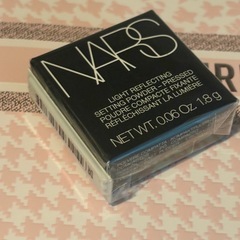 NARS
LIGHT REFLECTING
SETTING POWDER - PRESSED
POUDRE COMPACTE FIXANTE
RÉFLÉCHISSANT LA LUMIÈRE
NET WT. 0.06 Oz. 1.8 g